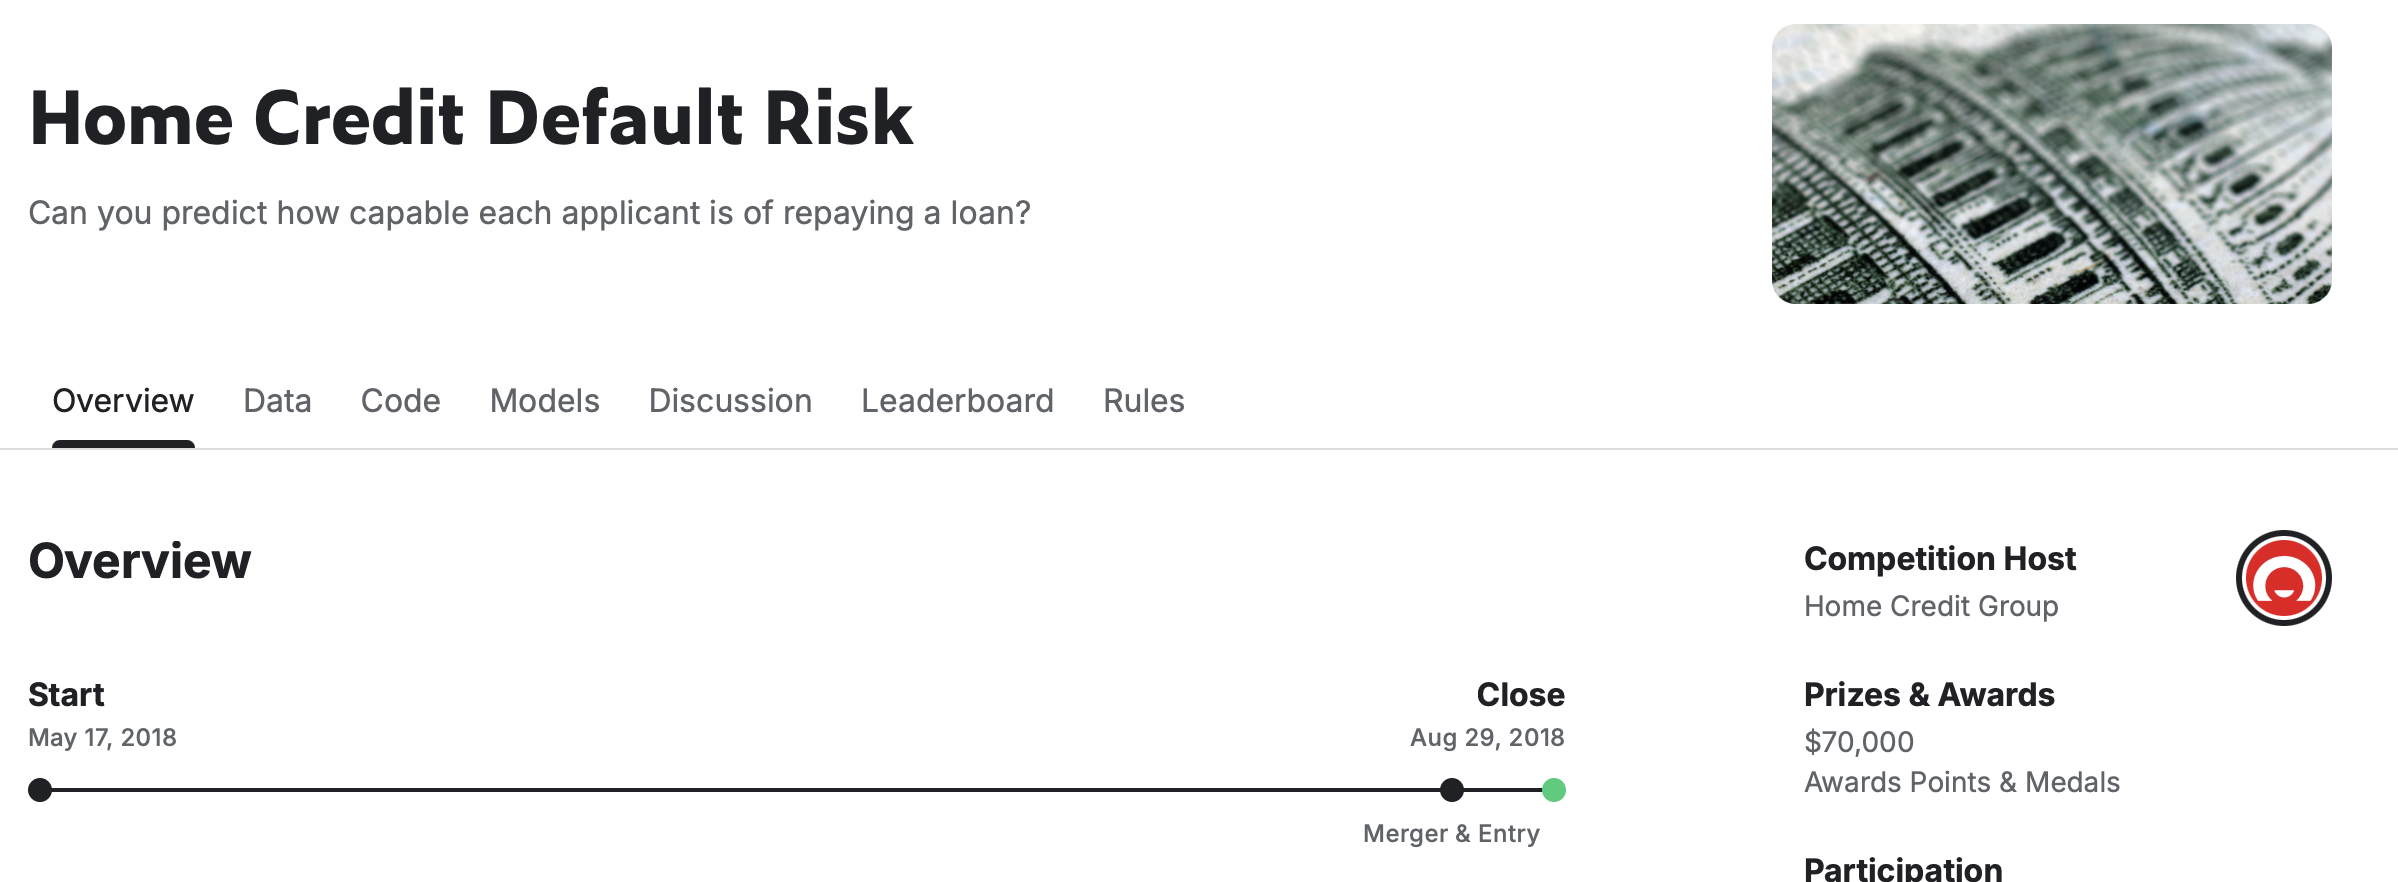 Home Credit Default Risk
Can you predict how capable each applicant is of repaying a loan?
Overview Data Code Models Discussion Leaderboard Rules
Overview
Start
May 17, 2018
Close
Aug 29, 2018
Merger & Entry
Competition Host
Home Credit Group
Prizes & Awards
$70,000
Awards Points & Medals
Participation